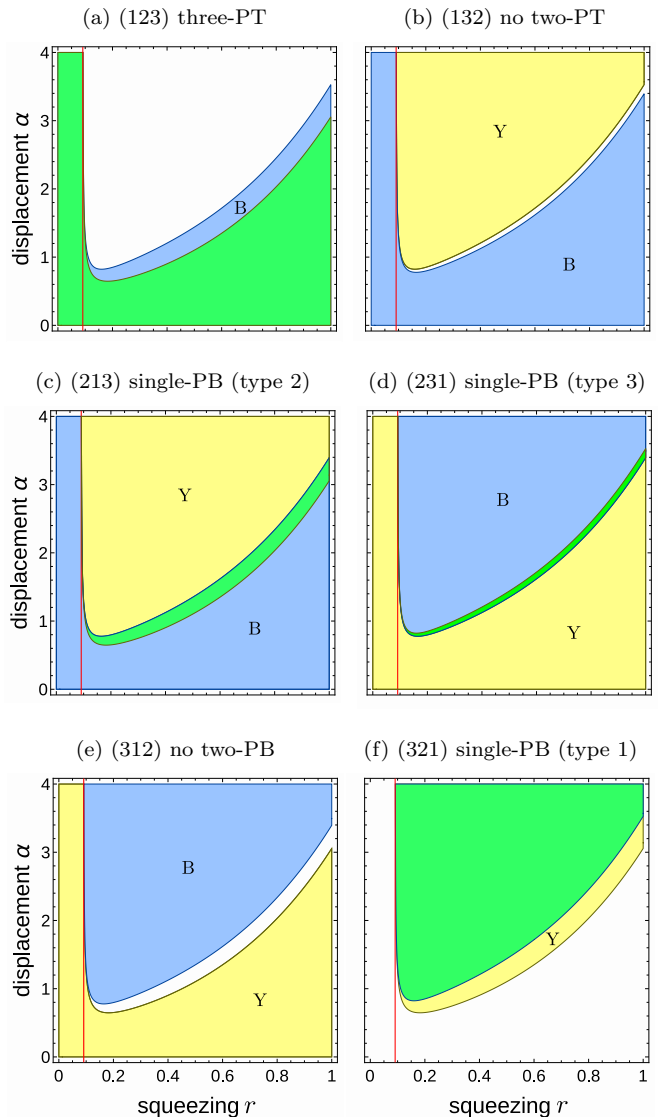 (a) (123) three-PT
(b) (132) no two-PT
displacement α
4
3
2
1
0
B
Y
B
(c) (213) single-PB (type 2)
(d) (231) single-PB (type 3)
displacement α
4
3
2
1
0
Y
B
B
Y
(e) (312) no two-PB
(f) (321) single-PB (type 1)
displacement α
4
3
2
1
0
B
Y
Y
0 0.2 0.4 0.6 0.8 1
0 0.2 0.4 0.6 0.8 1
squeezing r
squeezing r